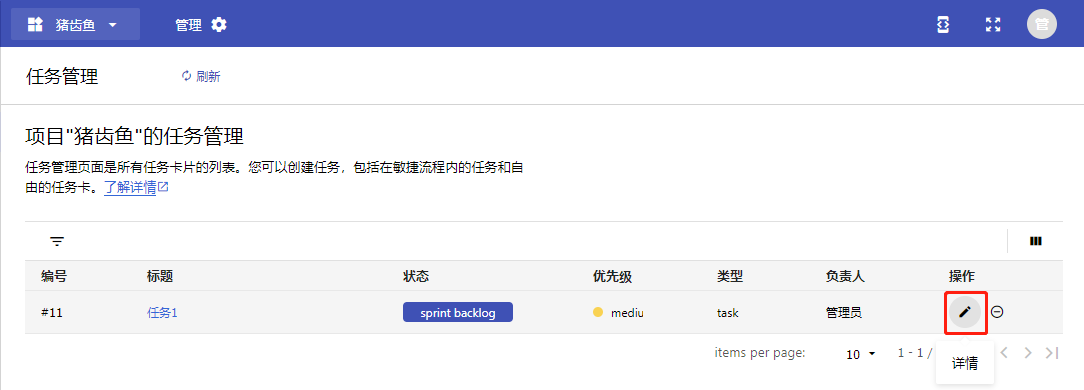 猪齿鱼 管理 管
任务管理 刷新
项目"猪齿鱼"的任务管理
任务管理页面是所有任务卡片的列表。您可以创建任务，包括在敏捷流程内的任务和自
由的任务卡。了解详情
编号 标题 状态 优先级 类型 负责人 操作
#11 任务1 sprint backlog mediu task 管理员
items per page: 10 1 - 1 /
详情